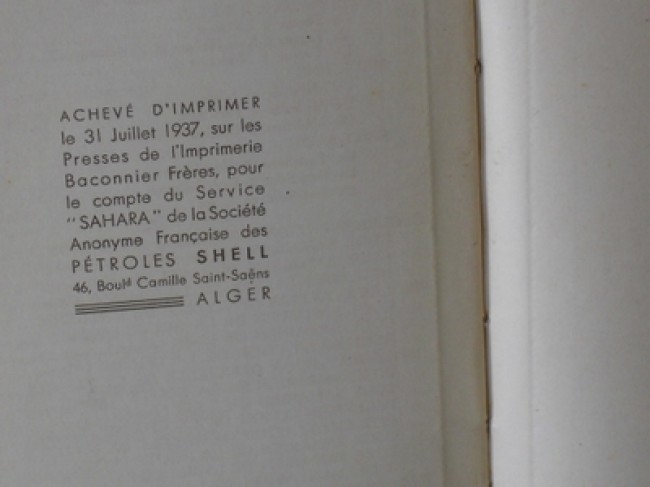 ACHEVÉ D'IMPRIMER
le 31 Juillet 1937, sur les
Presses de l'Imprimerie
Baconnier Frères, pour
le compte du Service
"SAHARA" de la Société
Anonyme Française des
PÉTROLES SHELL
46, Bould Camille Saint-Saëns
ALGER